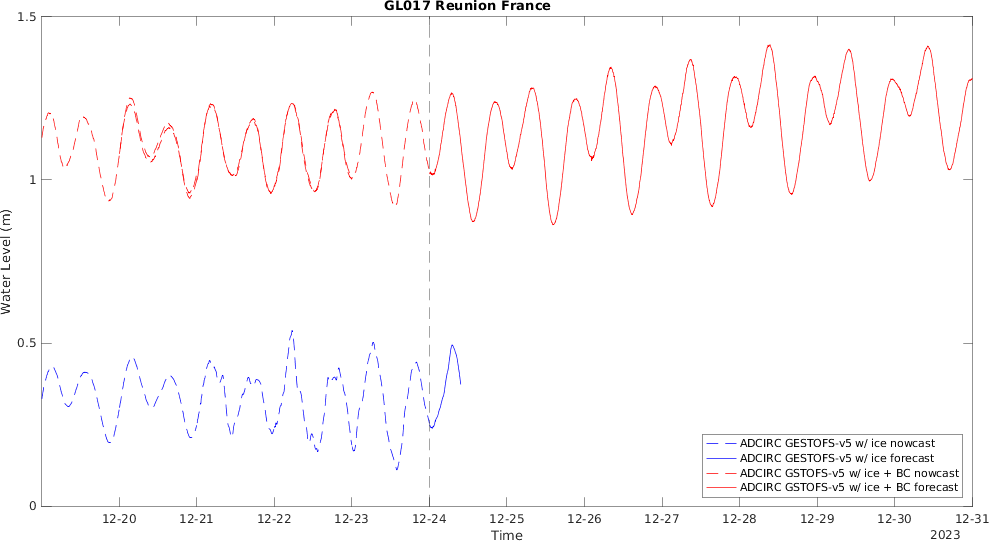 GL017 Reunion France
1.5
1
0.5
0
Water Level (m)
12-20
12-21
12-22
12-23
12-24
12-25
12-26
12-27
12-28
12-29
12-30
12-31
Time
2023
ADCIRC GESTOFS-v5 w/ ice nowcast
ADCIRC GESTOFS-v5 w/ ice forecast
ADCIRC GSTOFS-v5 w/ ice + BC nowcast
ADCIRC GSTOFS-v5 w/ ice + BC forecast